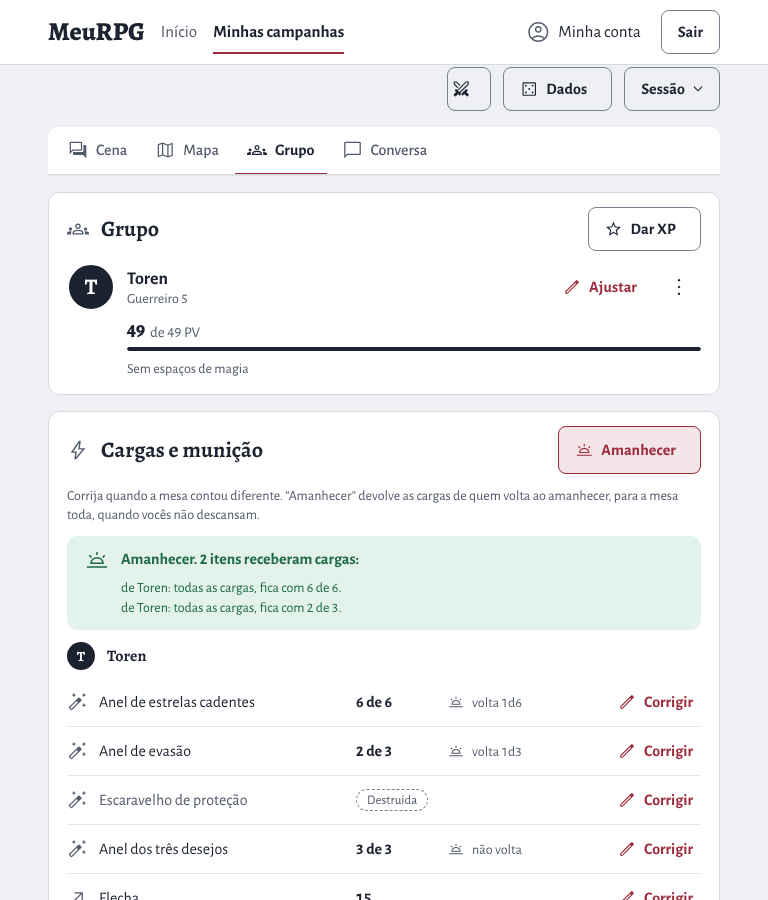 MeuRPG Início Minhas campanhas Minha conta Sair
Dados Sessão
Cena Mapa Grupo Conversa
Grupo Dar XP
T Toren Ajustar
Guerreiro 5
49 de 49 PV
Sem espaços de magia
Cargas e munição Amanhecer
Corrija quando a mesa contou diferente. “Amanhecer” devolve as cargas de quem volta ao amanhecer, para a mesa
toda, quando vocês não descansam.
Amanhecer. 2 itens receberam cargas:
de Toren: todas as cargas, fica com 6 de 6.
de Toren: todas as cargas, fica com 2 de 3.
T Toren
Anel de estrelas cadentes 6 de 6 volta 1d6 Corrigir
Anel de evasão 2 de 3 volta 1d3 Corrigir
Escaravelho de proteção Destruída Corrigir
Anel dos três desejos 3 de 3 não volta Corrigir
Flecha 15 Corrigir